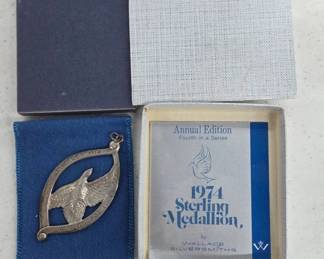 Annual Edition
Fourth in a Series
1974
Sterling
Medallion
by
WALLACE
SILVERSMITHS
W